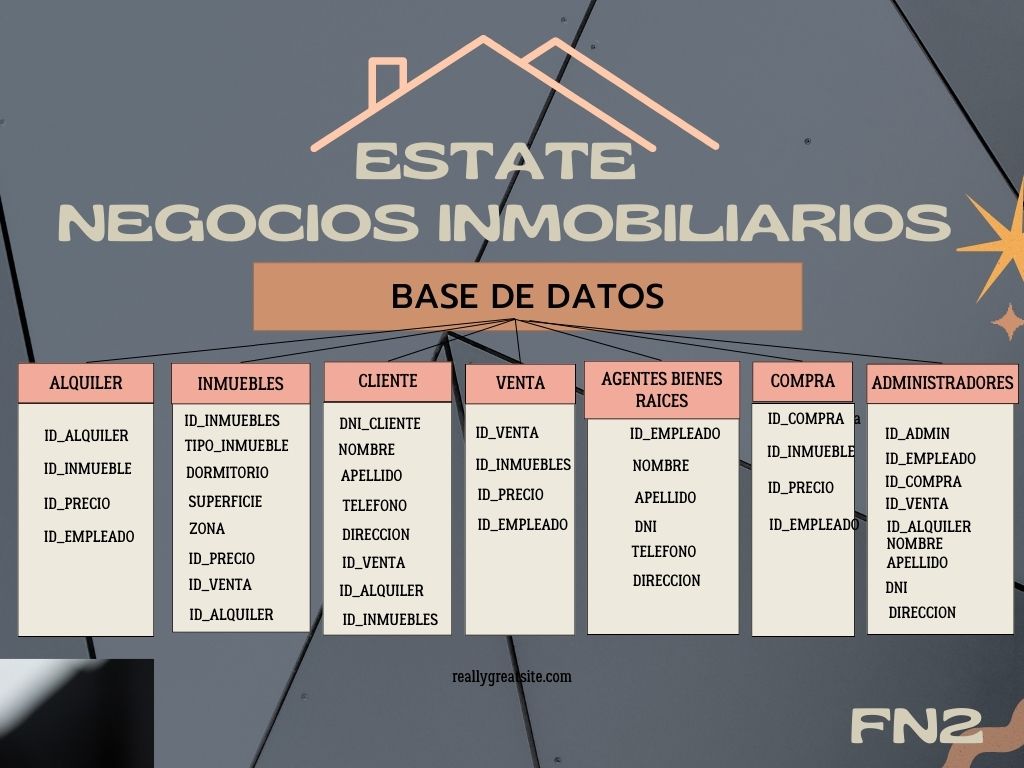 ESTATE
NEGOCIOS INMOBILIARIOS
BASE DE DATOS
ALQUILER
ID_ALQUILER
ID_INMUEBLE
ID_PRECIO
ID_EMPLEADO
INMUEBLES
ID_INMUEBLES
TIPO_INMUEBLE
DORMITORIO
SUPERFICIE
ZONA
ID_PRECIO
ID_VENTA
ID_ALQUILER
CLIENTE
DNI_CLIENTE
NOMBRE
APELLIDO
TELEFONO
DIRECCION
ID_VENTA
ID_ALQUILER
ID_INMUEBLES
VENTA
ID_VENTA
ID_INMUEBLES
ID_PRECIO
ID_EMPLEADO
AGENTES BIENES
RAICES
ID_EMPLEADO
NOMBRE
APELLIDO
DNI
TELEFONO
DIRECCION
COMPRA
ID_COMPRA a
ID_INMUEBLE
ID_PRECIO
ID_EMPLEADO
ADMINISTRADORES
ID_ADMIN
ID_EMPLEADO
ID_COMPRA
ID_VENTA
ID_ALQUILER
NOMBRE
APELLIDO
DNI
DIRECCION
reallygreatsite.com
FN2